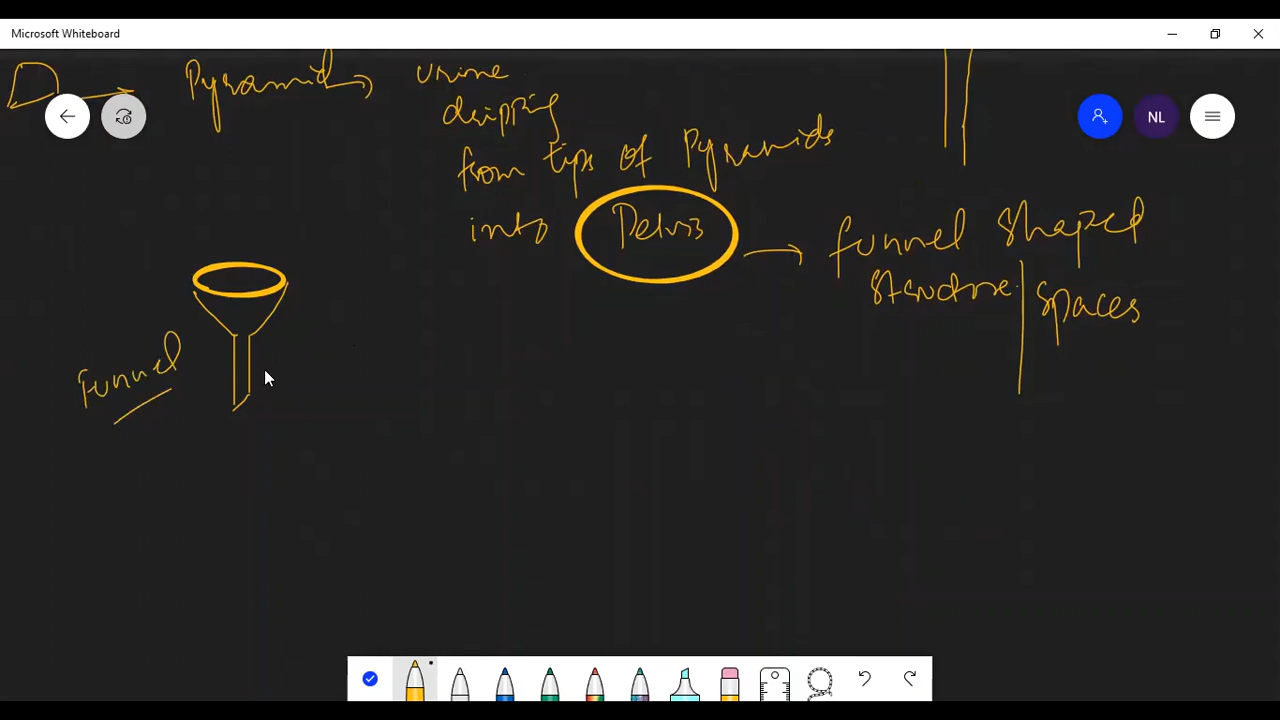 Microsoft Whiteboard
Pyramid → urine
dripping
from tips of Pyramids
NL
into Pelvis → funnel shaped
structure spaces
Funnel